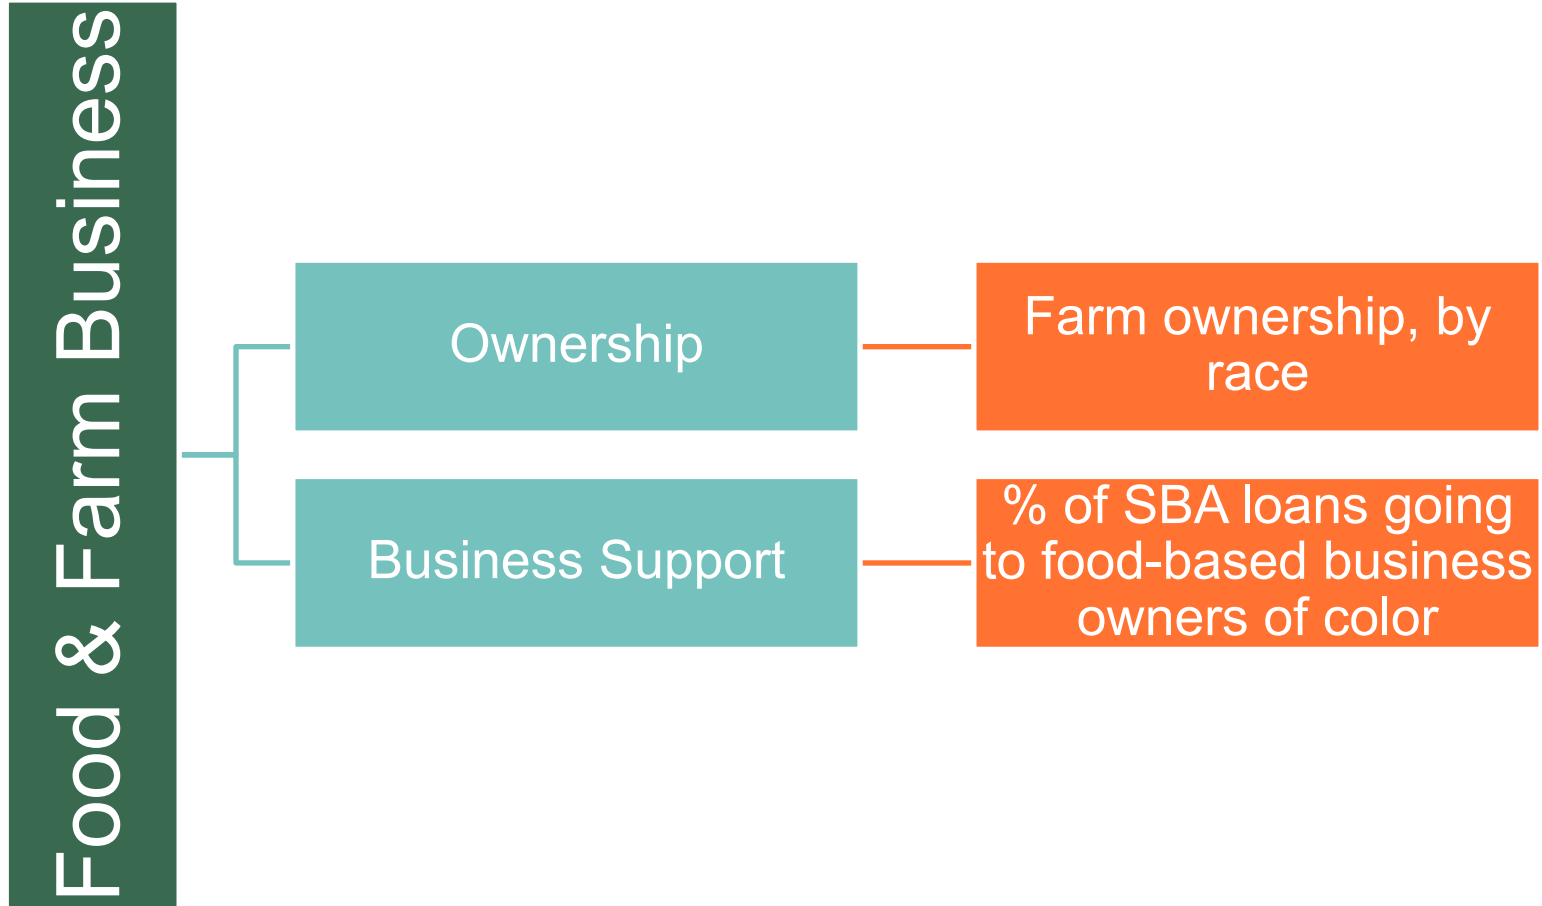 Food & Farm Business
Ownership
Farm ownership, by
race
Business Support
% of SBA loans going
to food-based business
owners of color